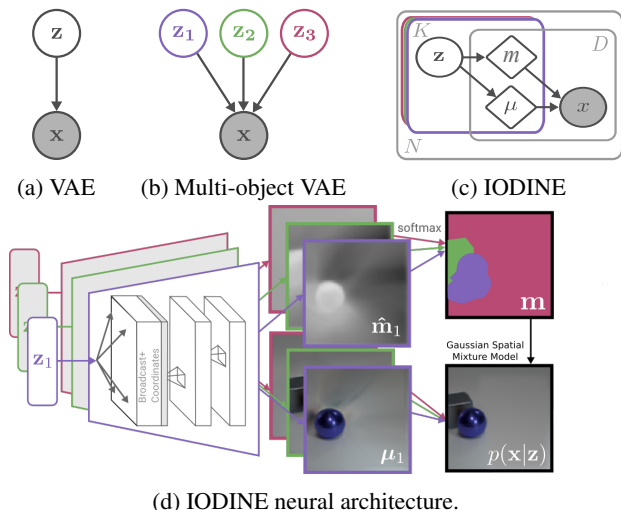 z
x
(a) VAE
z₁ z₂ z₃
x
(b) Multi-object VAE
K
D
z
m
μ
x
N
(c) IODINE
z₁
Broadcast+
Coordinates
softmax
m̂₁
μ₁
m
Gaussian Spatial
Mixture Model
p(x|z)
(d) IODINE neural architecture.